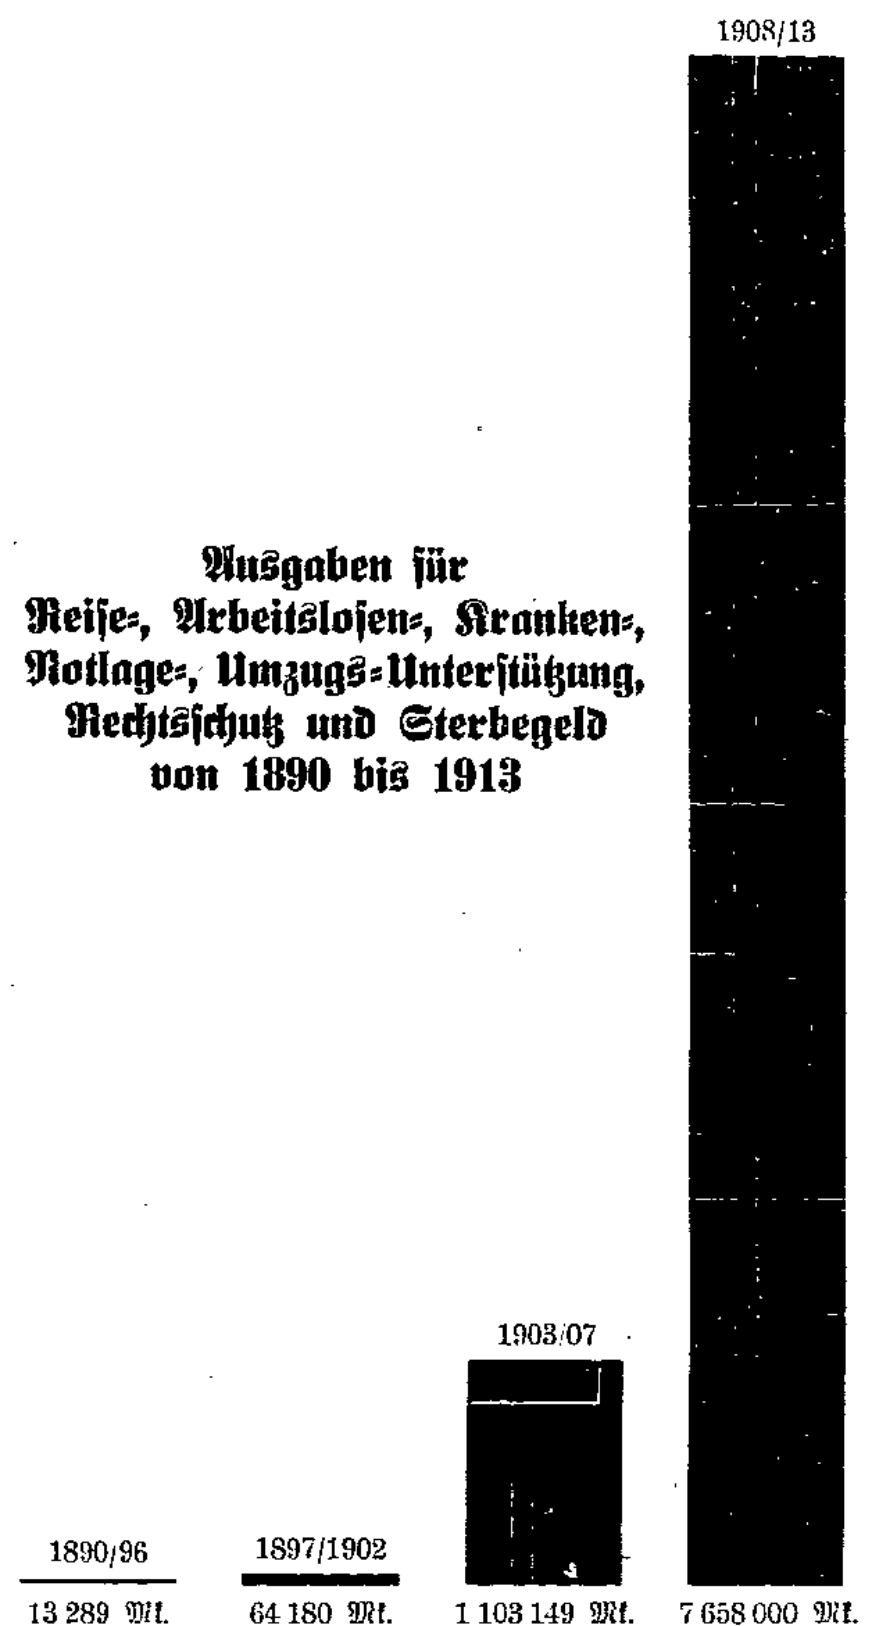 1908/13
Ausgaben für
Reise-, Arbeitslosen-, Kranken-,
Notlage-, Umzugs-Unterstützung,
Rechtsschutz und Sterbegeld
von 1890 bis 1913
1903/07
1890/96
1897/1902
13 289 Mk.
64 180 Mk.
1 103 149 Mk.
7 658 000 Mk.